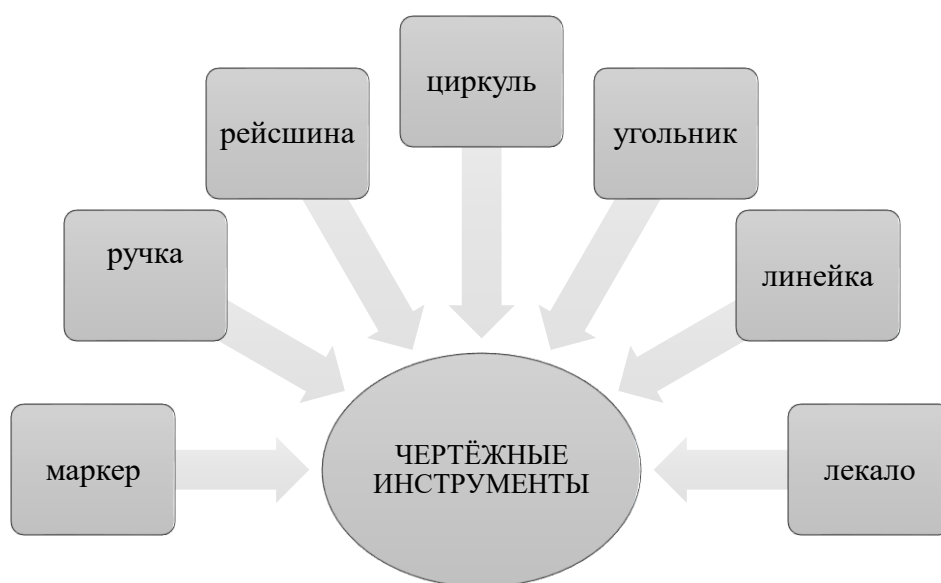 циркуль
рейсшина
угольник
ручка
линейка
маркер
ЧЕРТЁЖНЫЕ
ИНСТРУМЕНТЫ
лекало